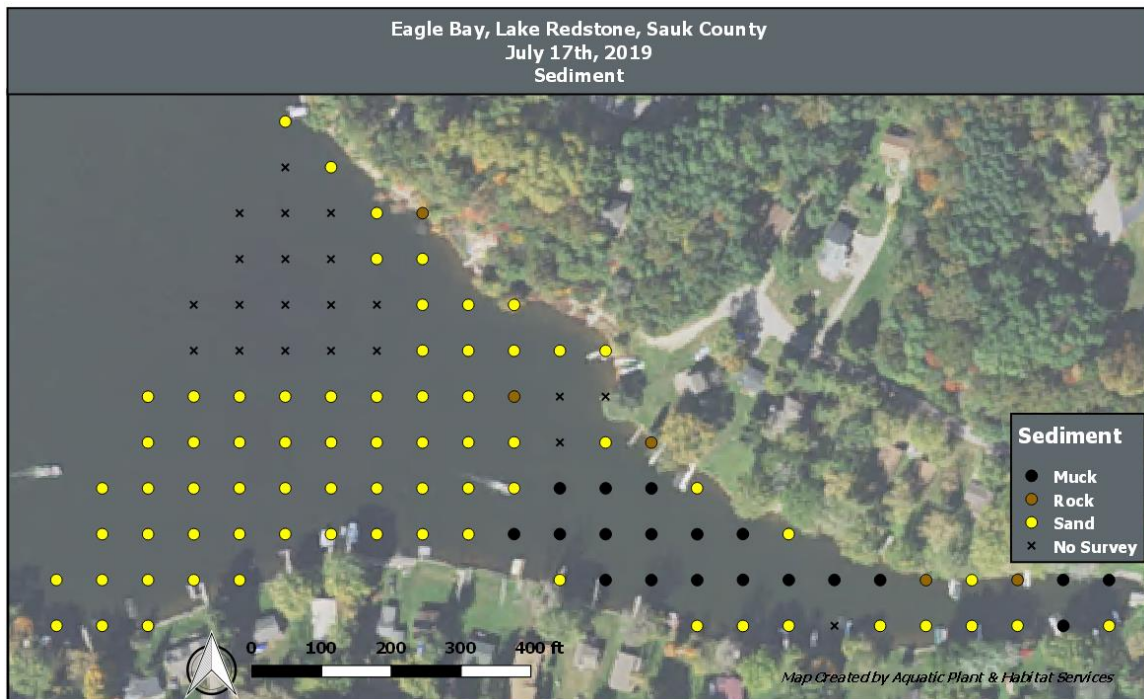 Eagle Bay, Lake Redstone, Sauk County
July 17th, 2019
Sediment
Sediment
Muck
Rock
Sand
No Survey
0 100 200 300 400 ft
Map Created by Aquatic Plant & Habitat Services